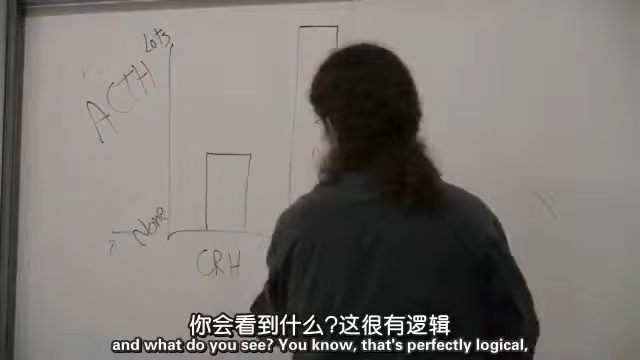 Lots
ACTH
None
CRH
你会看到什么?这很有逻辑
and what do you see? You know, that's perfectly logical,